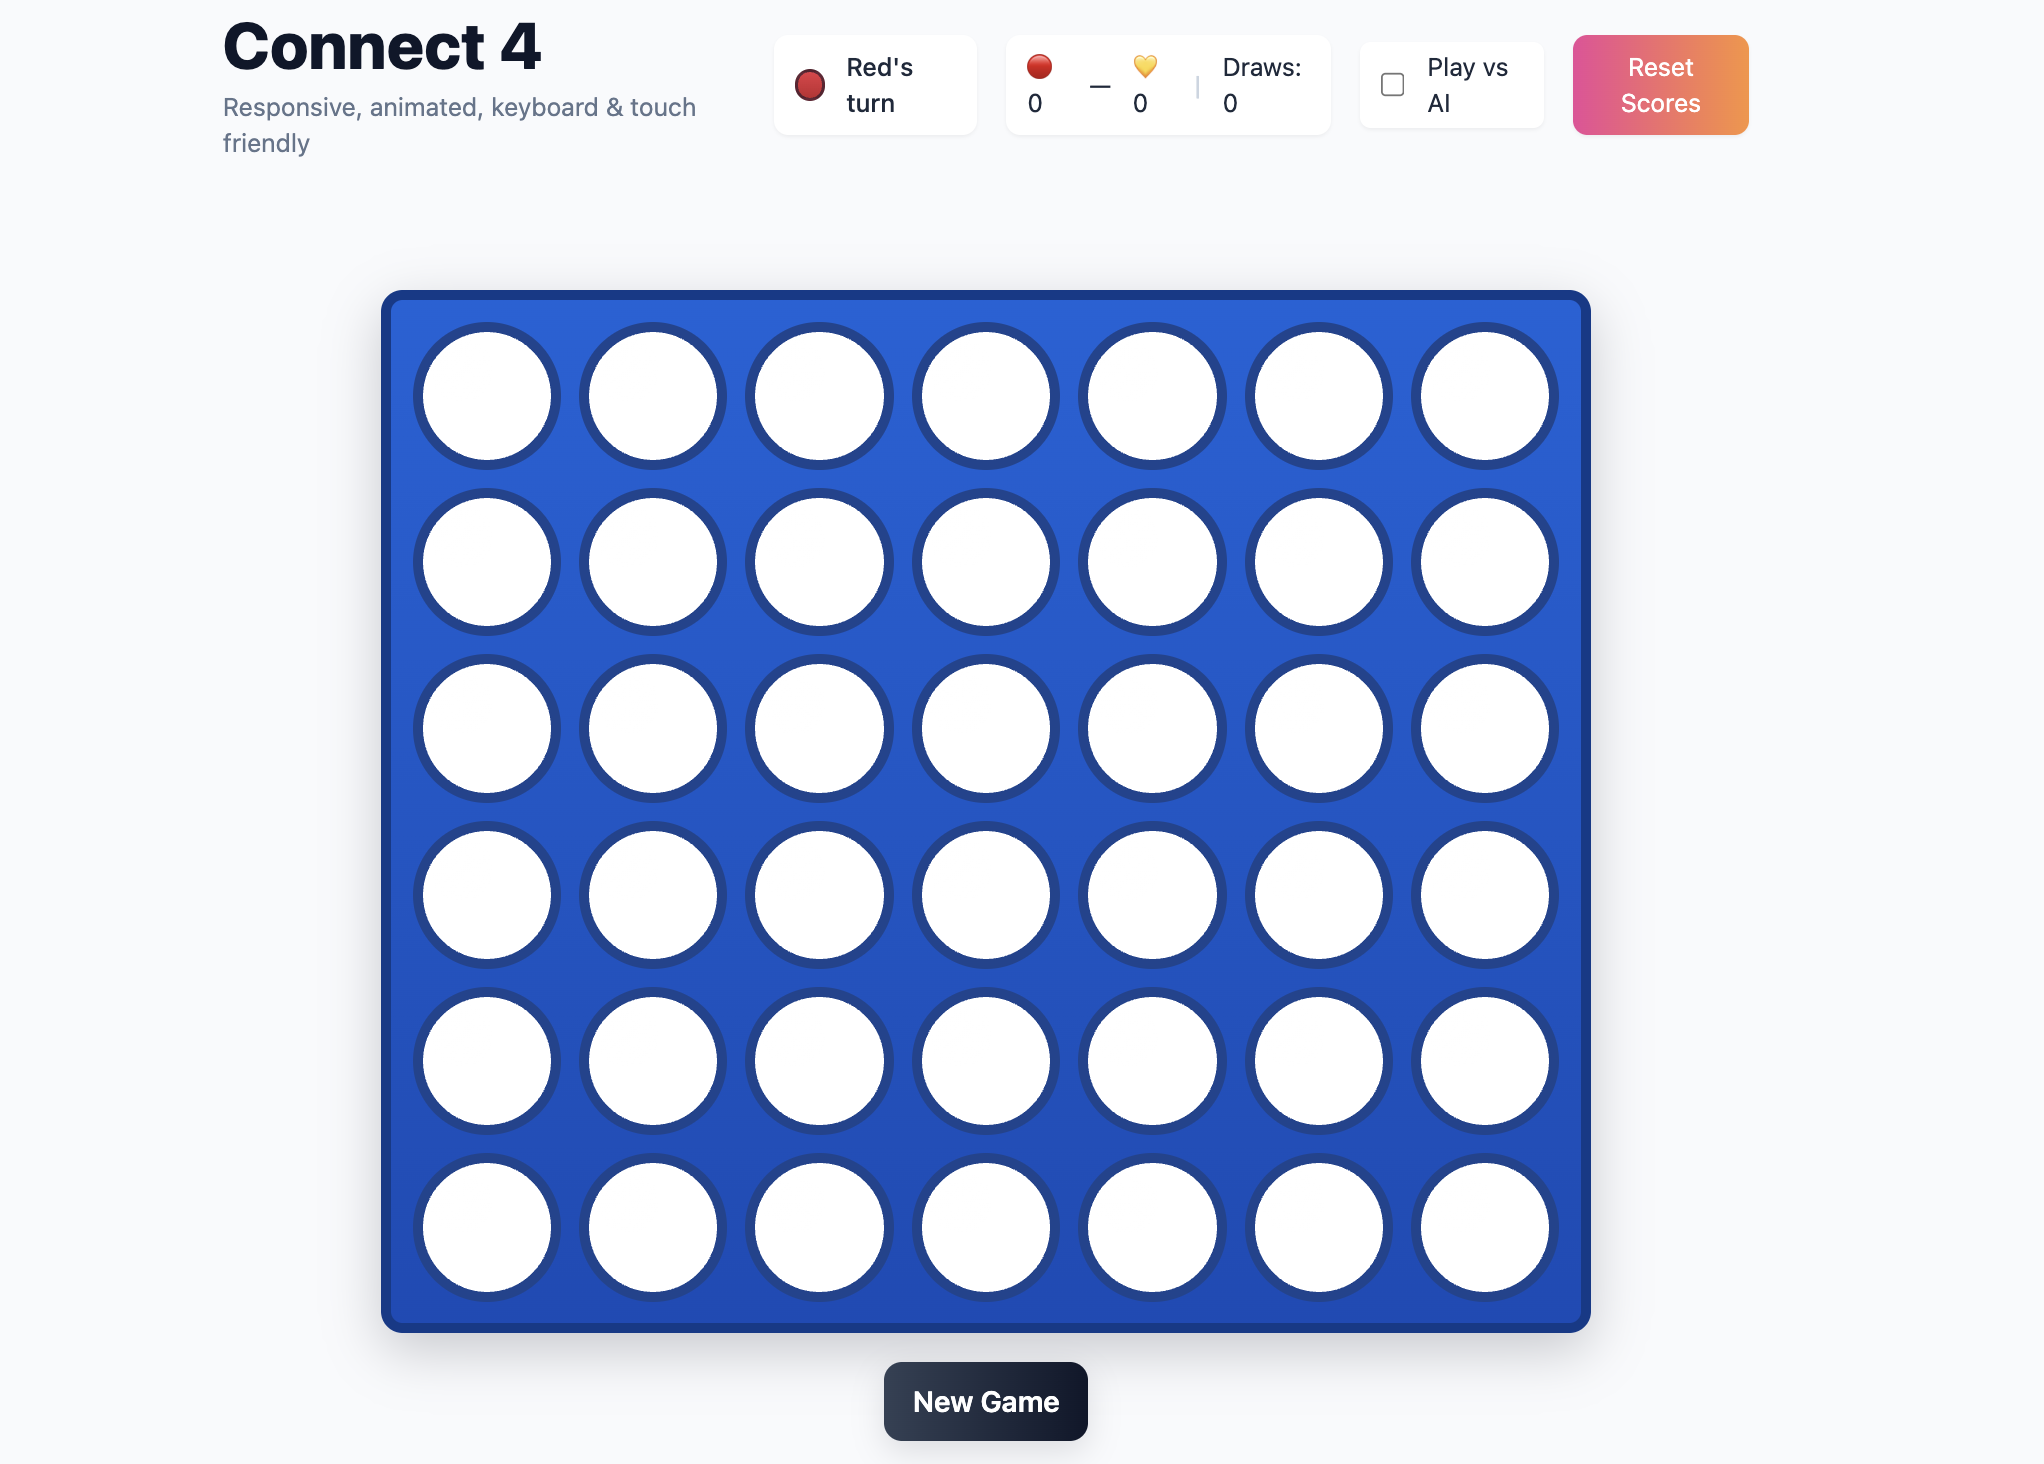 Connect 4
Responsive, animated, keyboard & touch
friendly
Red's
turn
0
—
0
|
Draws:
0
Play vs
AI
Reset
Scores
New Game